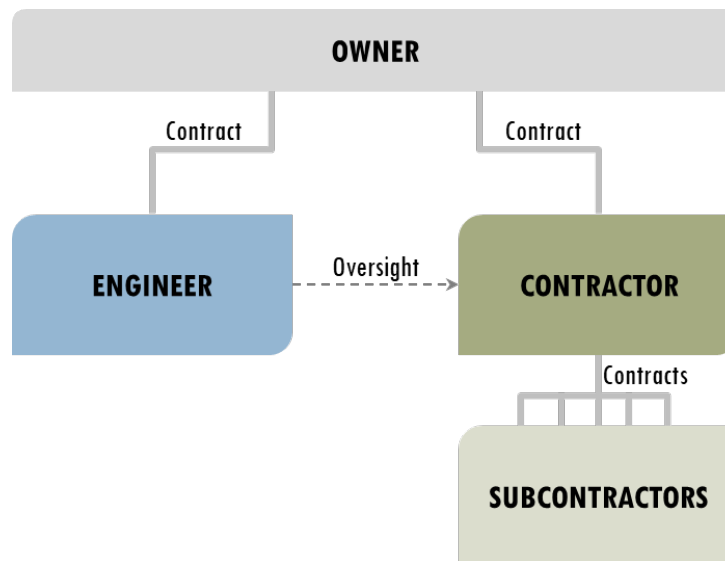 OWNER
Contract
Contract
ENGINEER
Oversight
CONTRACTOR
Contracts
SUBCONTRACTORS